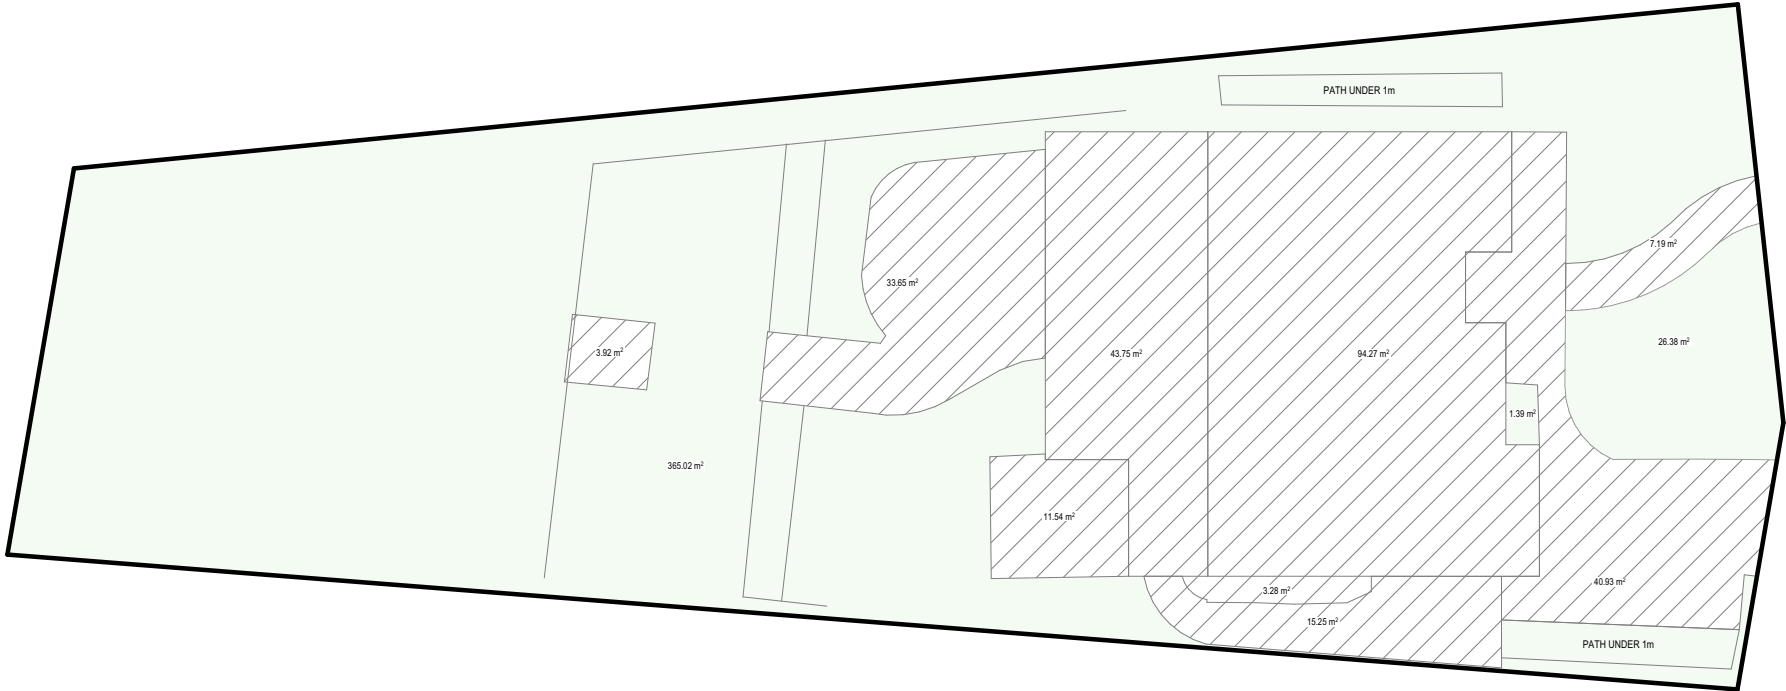 PATH UNDER 1m
7.19 m²
33.65 m²
26.38 m²
3.92 m²
43.75 m²
94.27 m²
1.39 m²
365.02 m²
11.54 m²
40.93 m²
3.28 m²
15.25 m²
PATH UNDER 1m